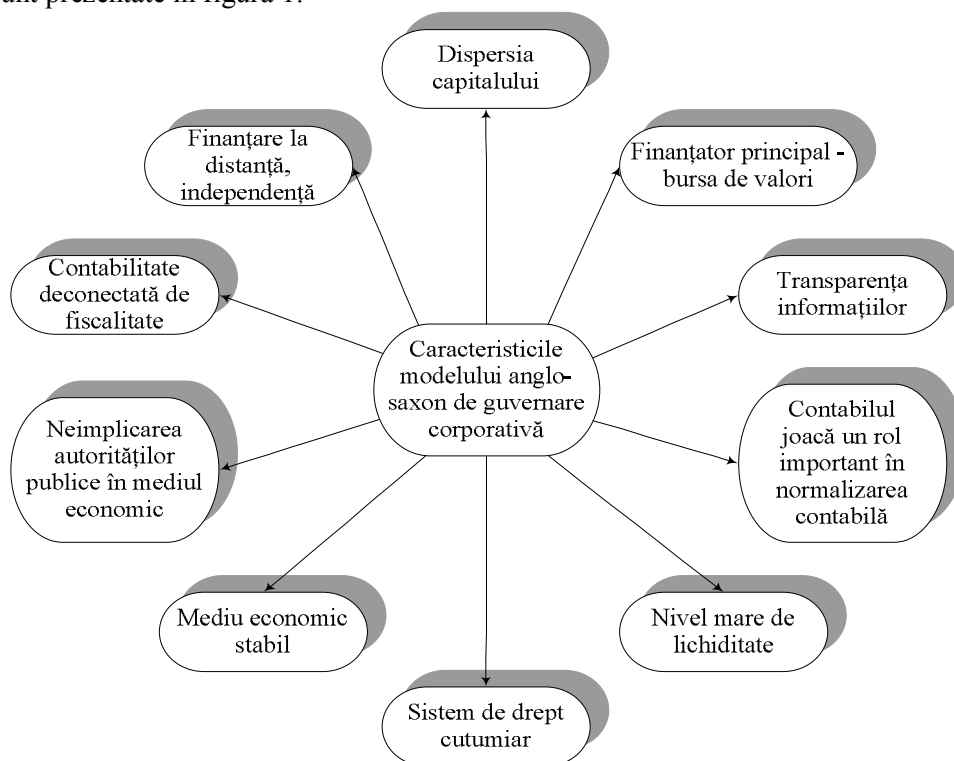 unt prezentate în figura 1.
Dispersia
capitalului
Finanțare la
distanță,
independență
Finanțator principal -
bursa de valori
Contabilitate
deconectată de
fiscalitate
Transparența
informațiilor
Caracteristicile
modelului anglo-
saxon de guvernare
corporativă
Neimplicarea
autorităților
publice în mediul
economic
Contabilul
joacă un rol
important în
normalizarea
contabilă
Mediu economic
stabil
Nivel mare de
lichiditate
Sistem de drept
cutumiar